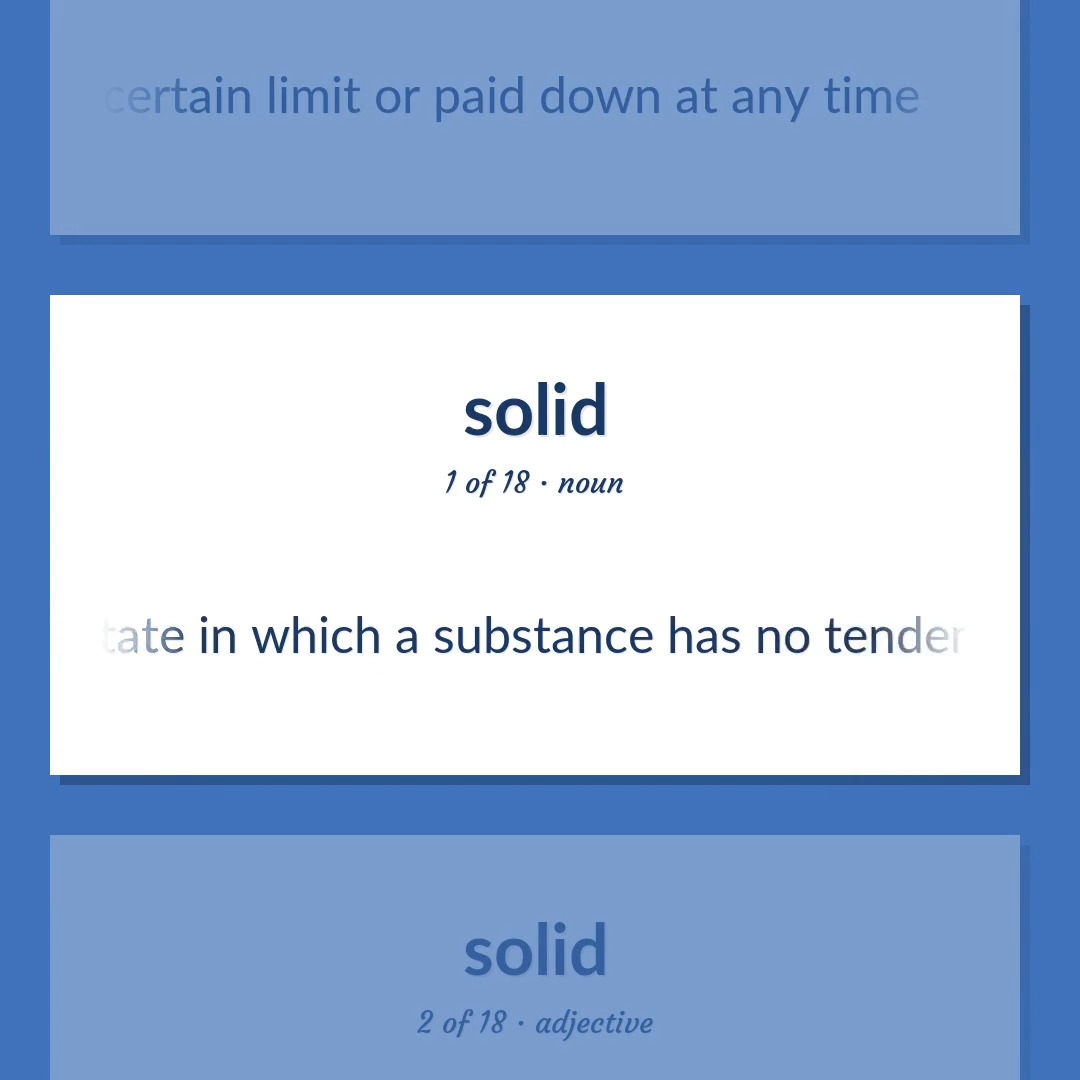 certain limit or paid down at any time
solid
1 of 18 · noun
tate in which a substance has no tender
solid
2 of 18 · adjective